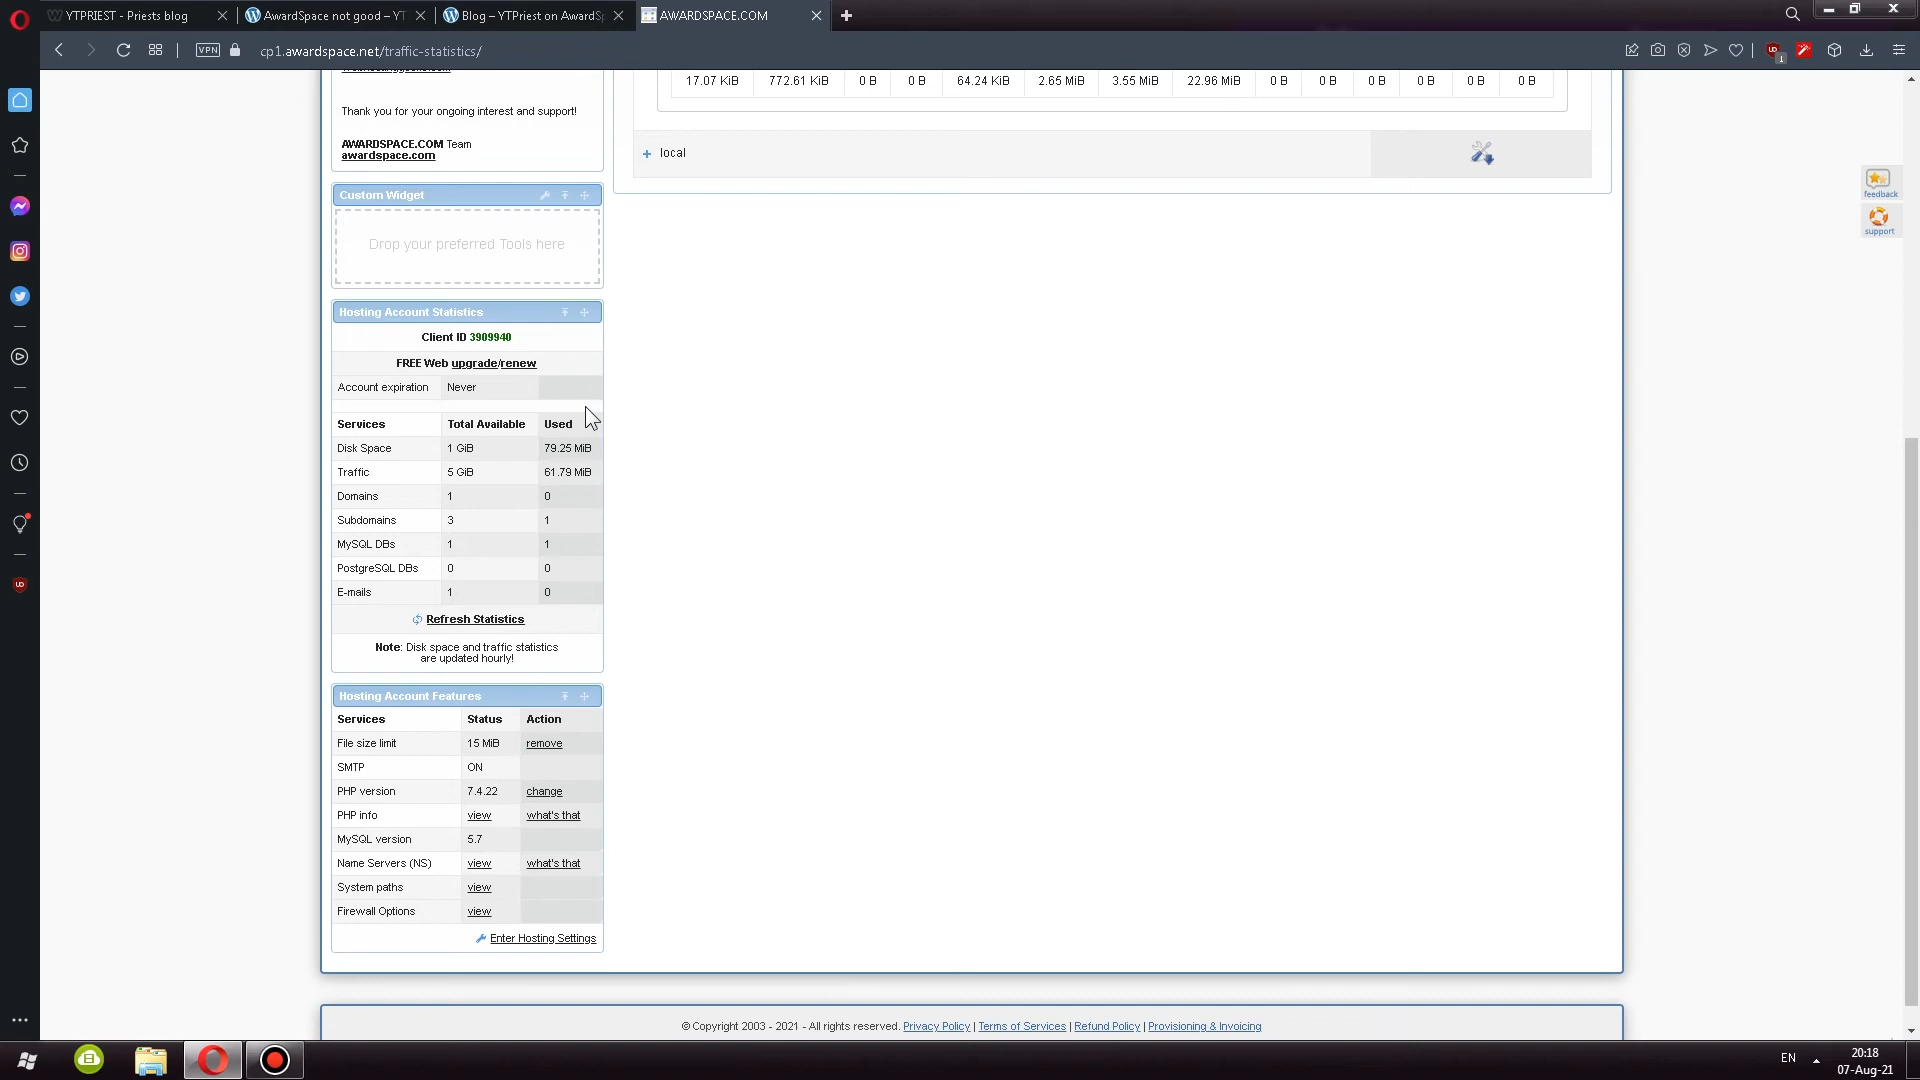 YTPRIEST - Priests blog
AwardSpace not good – YT
Blog – YTPriest on AwardS
AWARDSPACE.COM
VPN
cp1.awardspace.net/traffic-statistics/
17.07 KiB 772.61 KiB 0 B 0 B 64.24 KiB 2.65 MiB 3.55 MiB 22.96 MiB 0 B 0 B 0 B 0 B 0 B
Thank you for your ongoing interest and support!
AWARDSPACE.COM Team
awardspace.com
+ local
feedback
support
Custom Widget
Drop your preferred Tools here
Hosting Account Statistics
Client ID 3909940
FREE Web upgrade/renew
Account expiration Never
Services Total Available Used
Disk Space 1 GiB 79.25 MiB
Traffic 5 GiB 61.79 MiB
Domains 1 0
Subdomains 3 1
MySQL DBs 1 1
PostgreSQL DBs 0 0
E-mails 1 0
Refresh Statistics
Note: Disk space and traffic statistics
are updated hourly!
Hosting Account Features
Services Status Action
File size limit 15 MiB remove
SMTP ON
PHP version 7.4.22 change
PHP info view what's that
MySQL version 5.7
Name Servers (NS) view what's that
System paths view
Firewall Options view
Enter Hosting Settings
© Copyright 2003 - 2021 - All rights reserved. Privacy Policy | Terms of Services | Refund Policy | Provisioning & Invoicing
EN
20:18
07-Aug-21